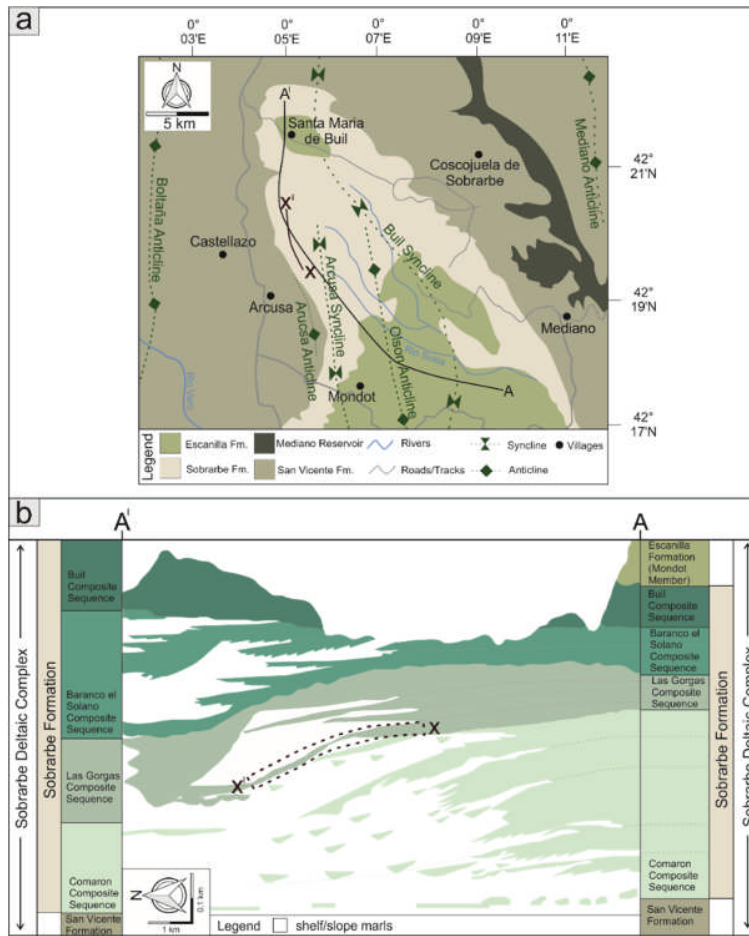 a
0° 0° 0° 0° 0°
03'E 05'E 07'E 09'E 11'E
N
5 km
A'
Santa Maria
de Buil
Coscojuela de
Sobrarbe
Mediano Anticline
42°
21'N
Boltaña Anticline
X'
Castellazo
X
Buil Syncline
Arcusa Syncline
Arcusa
Arucsa Anticline
Olson Anticline
42°
19'N
Mediano
Rio Vero
Mondot
A
42°
17'N
Legend
Escanilla Fm. Mediano Reservoir Rivers Syncline Villages
Sobrarbe Fm. San Vicente Fm. Roads/Tracks Anticline
b
A' A
Sobrarbe Deltaic Complex
Sobrarbe Formation
Buil
Composite
Sequence
Baranco el
Solano
Composite
Sequence
Las Gorgas
Composite
Sequence
Comaron
Composite
Sequence
San Vicente
Formation
X'
X
N
0,1 km
1 km
Legend shelf/slope marls
Escanilla
Formation
(Mondot
Member)
Buil
Composite
Sequence
Baranco el
Solano
Composite
Sequence
Las Gorgas
Composite
Sequence
Comaron
Composite
Sequence
San Vicente
Formation
Sobrarbe Formation
Sobrarbe Deltaic Complex